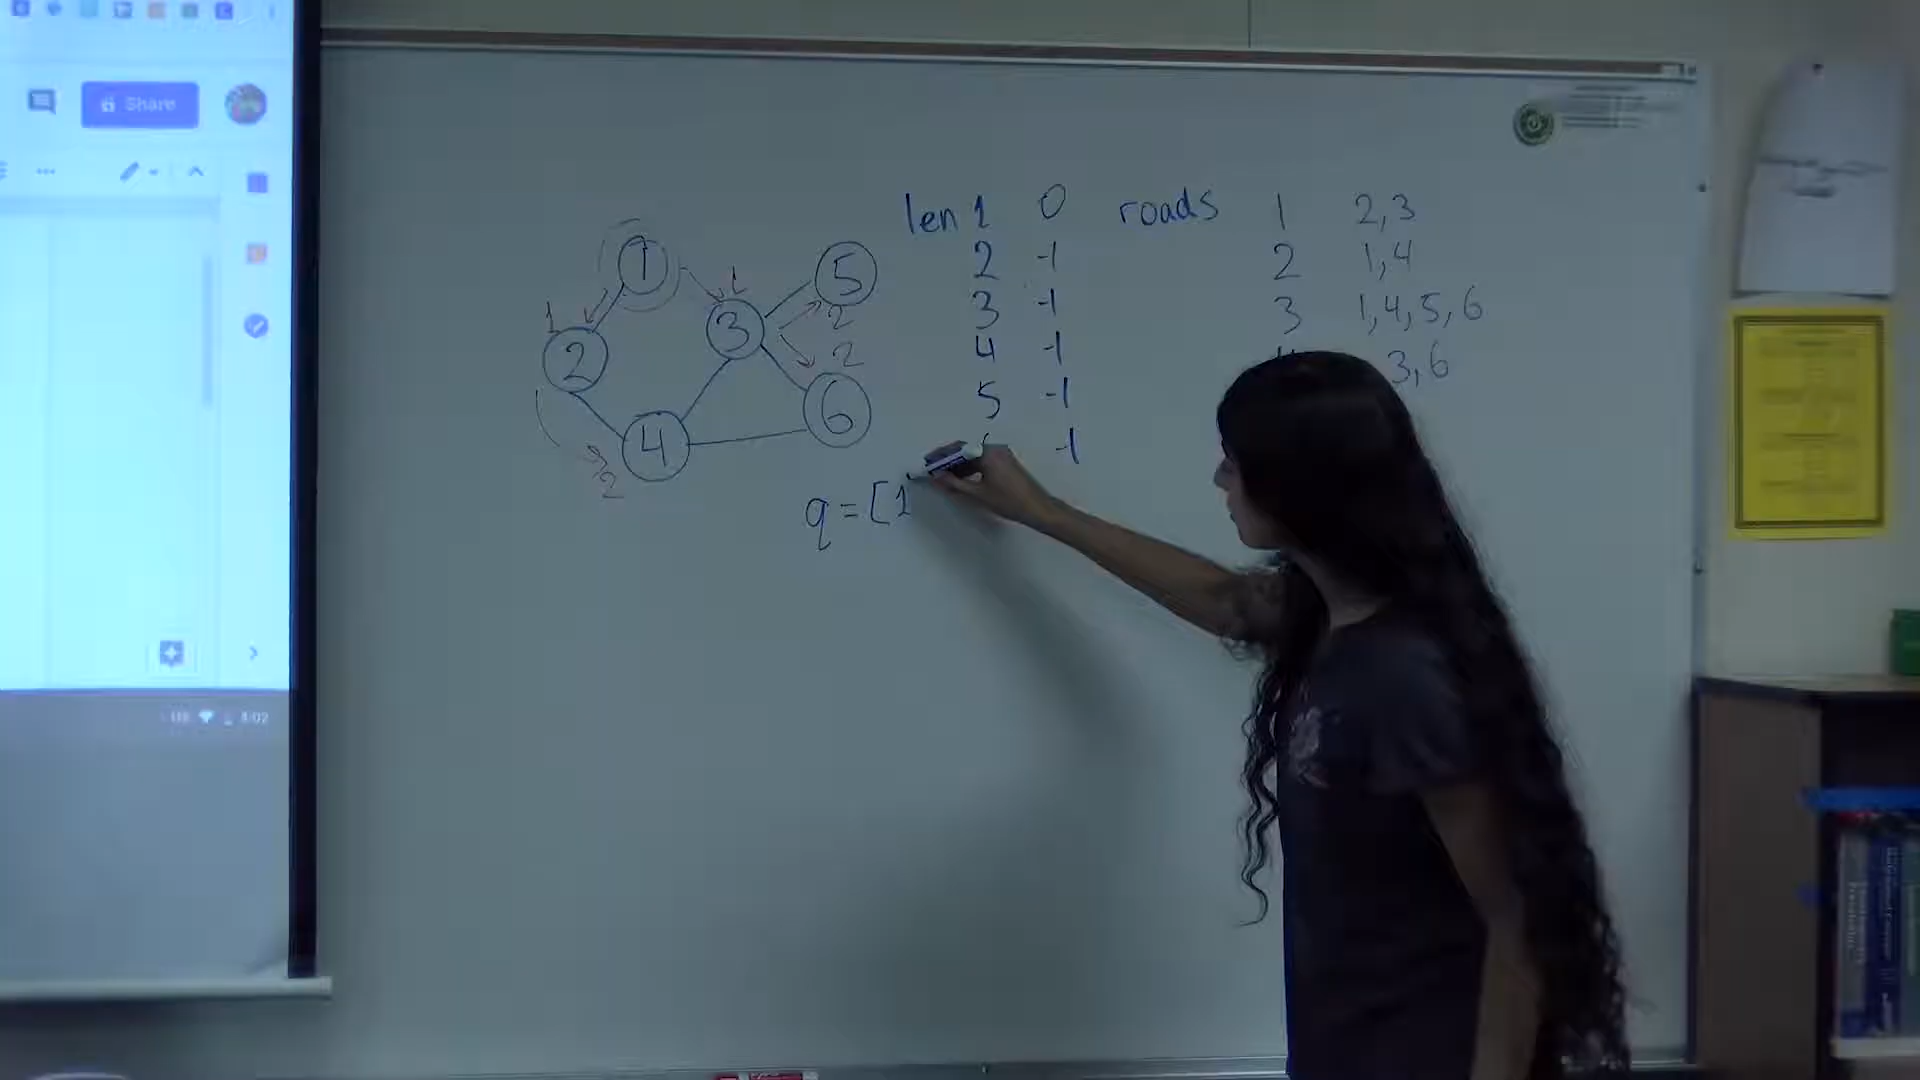 Share
len 1 0 roads 1 2,3
2 -1 2 1,4
3 -1 3 1,4,5,6
4 -1 3,6
5 -1
-1
q = [1
1
5
3
2
4
6
1
1
2
2
2